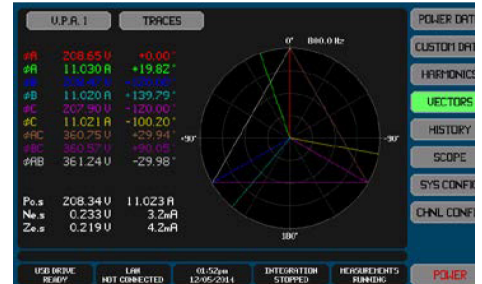 V.P.A. 1
TRACES
POWER DAT
CUSTOM DAT
HARMONICS
VECTORS
HISTORY
SCOPE
SYS CONFI
CHNL CONFI
POWER
0° 800.0 Hz
øA 208.65 V +0.00°
øA 11.030 A +19.82°
øB 11.020 A +139.79°
øC 207.90 V -120.00°
øC 11.021 A -100.20°
øAC 360.75 V +29.94°
øBC 360.57 V +90.05°
øAB 361.24 V -29.98°
+90°
-90°
180°
Po.s 208.34 V 11.023 A
Ne.s 0.233 V 3.2mA
Ze.s 0.219 V 4.2mA
USB DRIVE READY
LAN NOT CONNECTED
01:52pm 12/05/2014
INTEGRATION STOPPED
MEASUREMENTS RUNNING